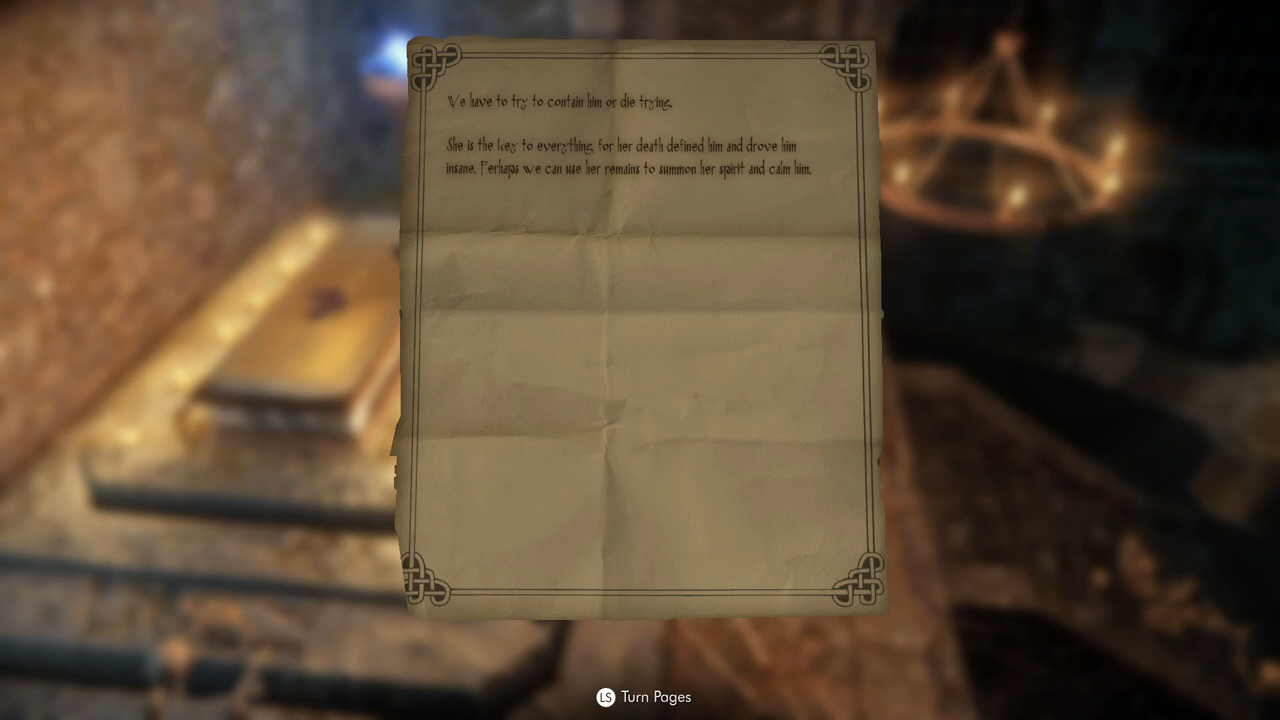 We have to try to contain him or die trying.
She is the key to everything, for her death defined him and drove him
insane. Perhaps we can use her remains to summon her spirit and calm him.
LS Turn Pages